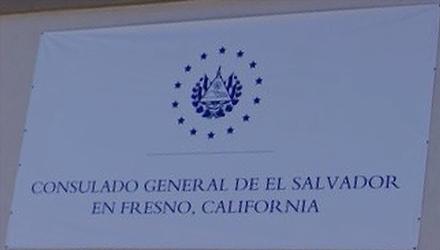 CONSULADO GENERAL DE EL SALVADOR
EN FRESNO, CALIFORNIA